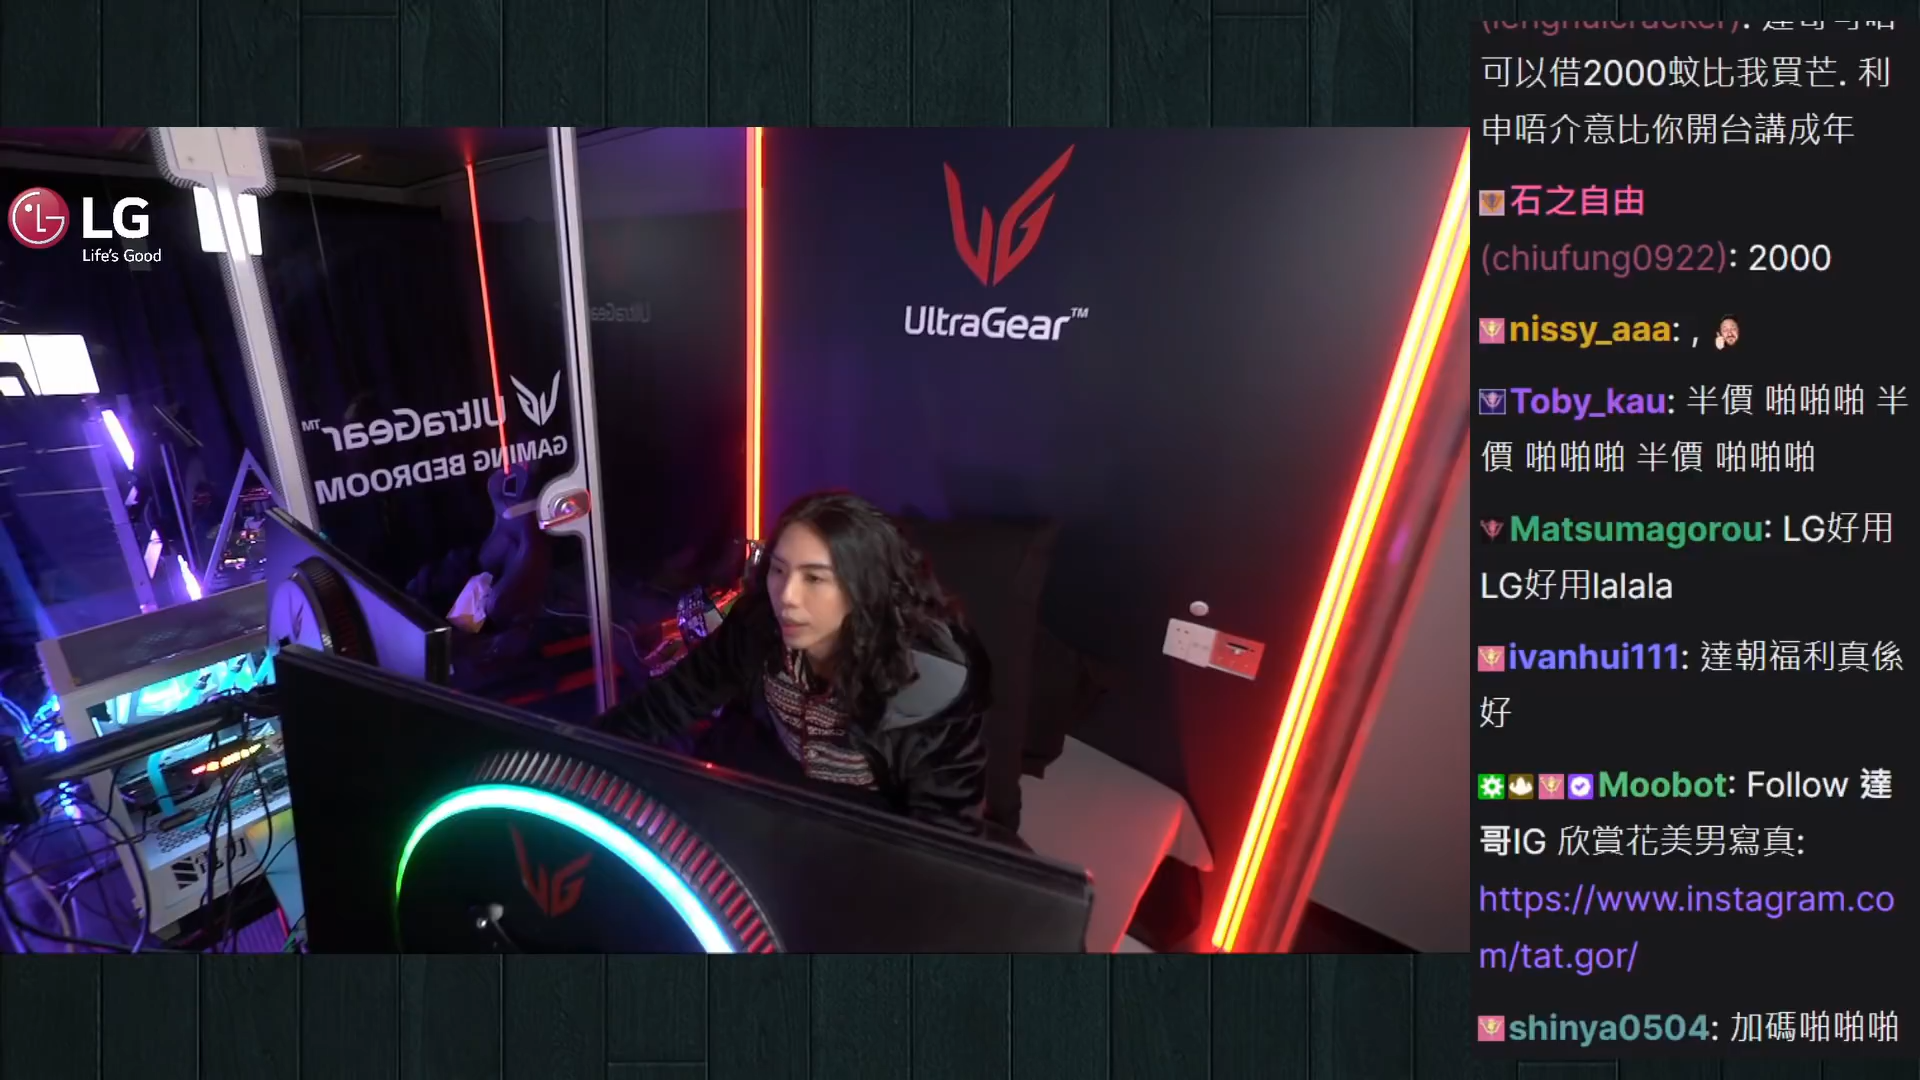 LG
Life's Good
UltraGear™
UltraGear™
GAMING BEDROOM
可以借2000蚊比我買芒. 利
申唔介意比你開台講成年
石之自由
(chiufung0922): 2000
nissy_aaa: ,
Toby_kau: 半價 啪啪啪 半
價 啪啪啪 半價 啪啪啪
Matsumagorou: LG好用
LG好用lalala
ivanhui111: 達朝福利真係
好
Moobot: Follow 達
哥IG 欣賞花美男寫真:
https://www.instagram.co
m/tat.gor/
shinya0504: 加碼啪啪啪